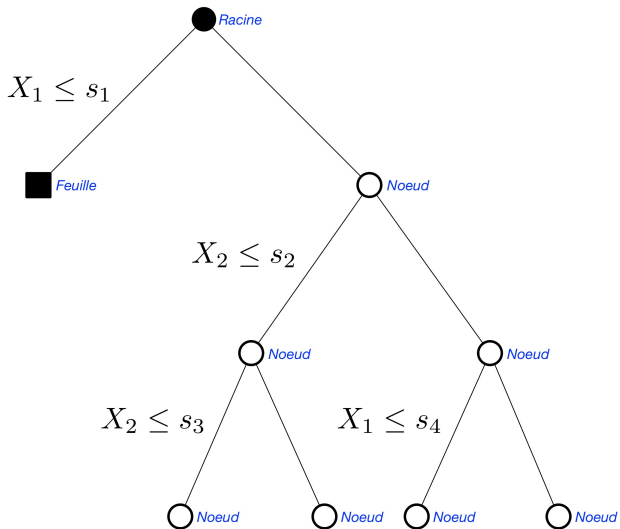 Racine
X₁ ≤ s₁
Feuille
Noeud
X₂ ≤ s₂
Noeud
Noeud
X₂ ≤ s₃
X₁ ≤ s₄
Noeud
Noeud
Noeud
Noeud